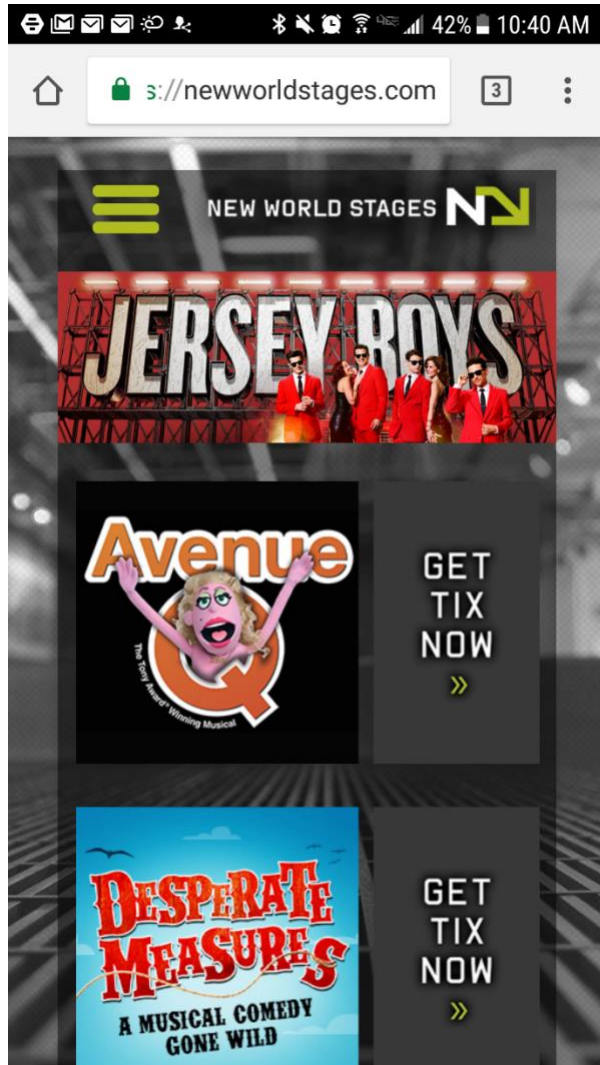 42% 10:40 AM
s://newworldstages.com 3
NEW WORLD STAGES
JERSEY BOYS
Avenue
Q
The Tony Award® Winning Musical
GET
TIX
NOW
»
DESPERATE
MEASURES
A MUSICAL COMEDY
GONE WILD
GET
TIX
NOW
»